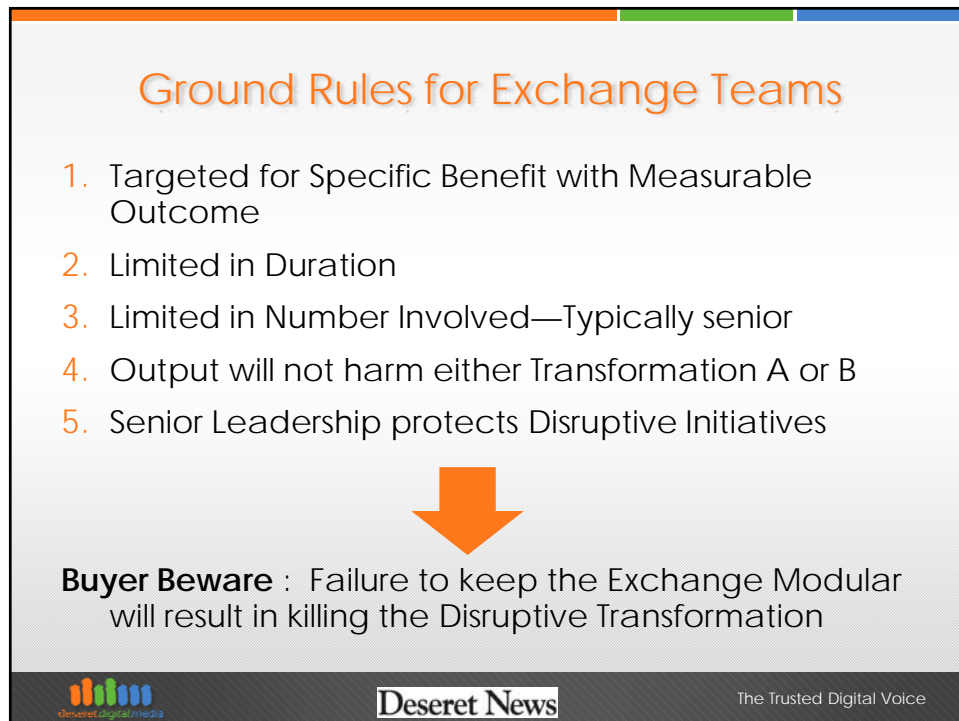 Ground Rules for Exchange Teams
1. Targeted for Specific Benefit with Measurable
Outcome
2. Limited in Duration
3. Limited in Number Involved—Typically senior
4. Output will not harm either Transformation A or B
5. Senior Leadership protects Disruptive Initiatives
Buyer Beware : Failure to keep the Exchange Modular
will result in killing the Disruptive Transformation
deseret.digital.media
Deseret News
The Trusted Digital Voice